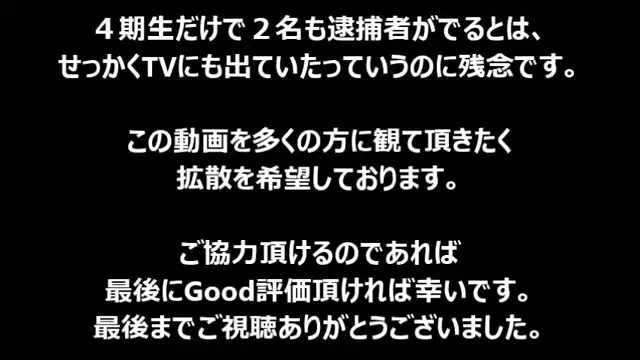 ４期生だけで２名も逮捕者がでるとは、
せっかくTVにも出ていたっていうのに残念です。
この動画を多くの方に観て頂きたく
拡散を希望しております。
ご協力頂けるのであれば
最後にGood評価頂ければ幸いです。
最後までご視聴ありがとうございました。